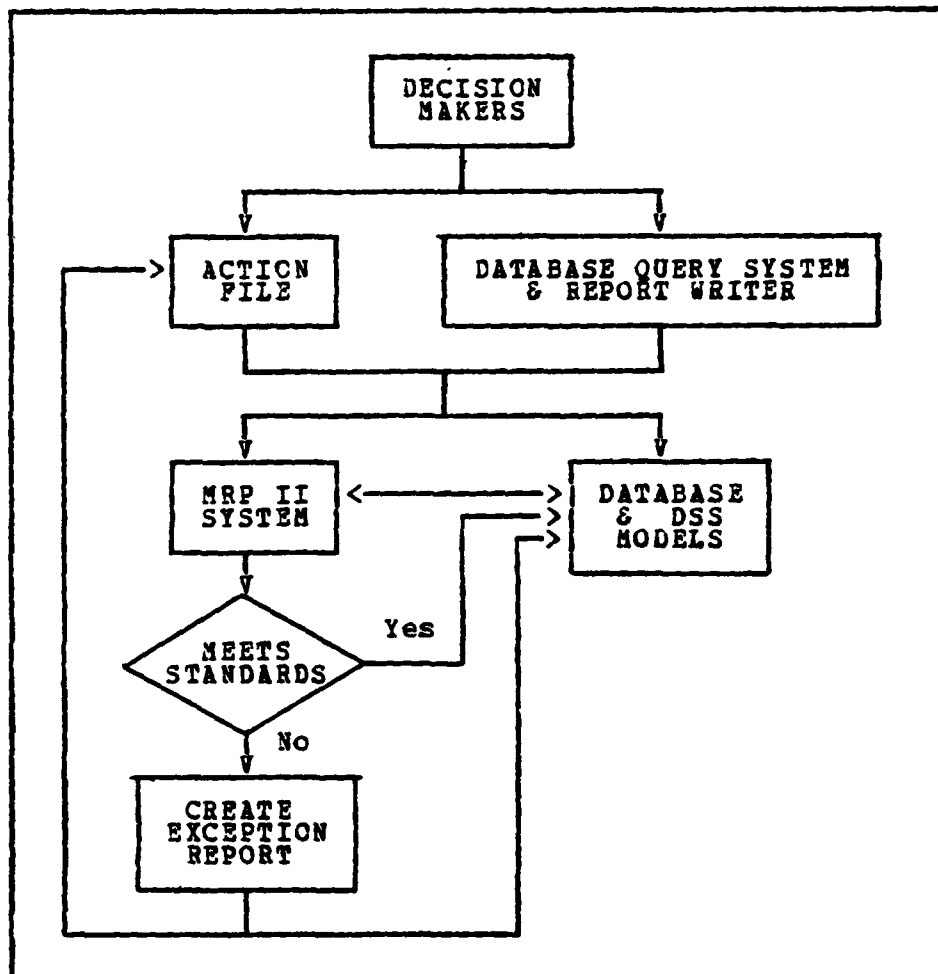 DECISION
MAKERS
ACTION
FILE
DATABASE QUERY SYSTEM
& REPORT WRITER
MRP II
SYSTEM
DATABASE
& DSS
MODELS
Yes
MEETS
STANDARDS
No
CREATE
EXCEPTION
REPORT